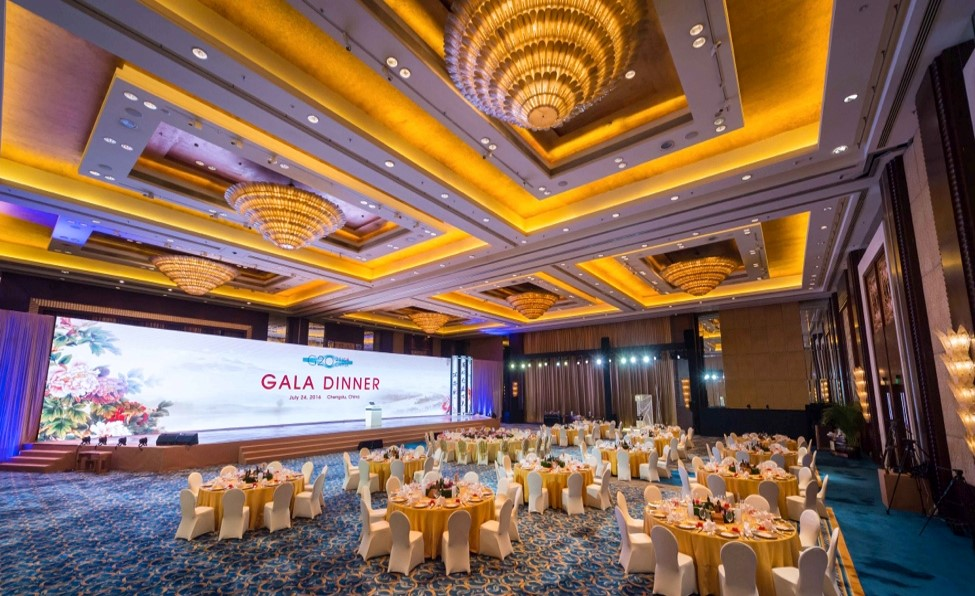 G20
GALA DINNER
July 24, 2016 Chengdu, China